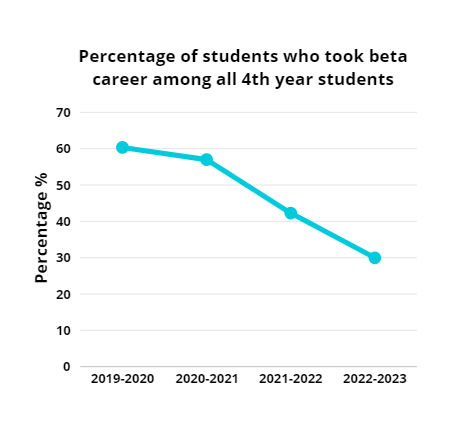 Percentage of students who took beta
career among all 4th year students
Percentage %
70
60
50
40
30
20
10
0
2019-2020 2020-2021 2021-2022 2022-2023